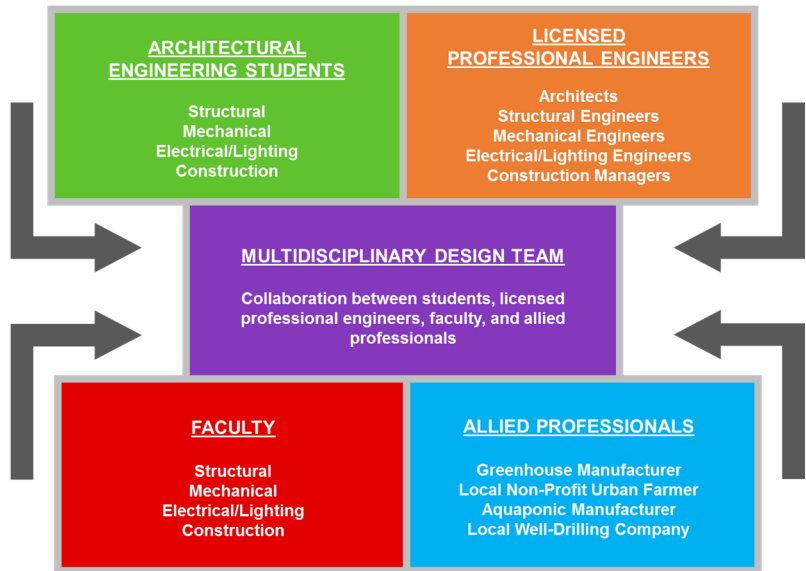 ARCHITECTURAL
ENGINEERING STUDENTS
Structural
Mechanical
Electrical/Lighting
Construction
LICENSED
PROFESSIONAL ENGINEERS
Architects
Structural Engineers
Mechanical Engineers
Electrical/Lighting Engineers
Construction Managers
MULTIDISCIPLINARY DESIGN TEAM
Collaboration between students, licensed
professional engineers, faculty, and allied
professionals
FACULTY
Structural
Mechanical
Electrical/Lighting
Construction
ALLIED PROFESSIONALS
Greenhouse Manufacturer
Local Non-Profit Urban Farmer
Aquaponic Manufacturer
Local Well-Drilling Company